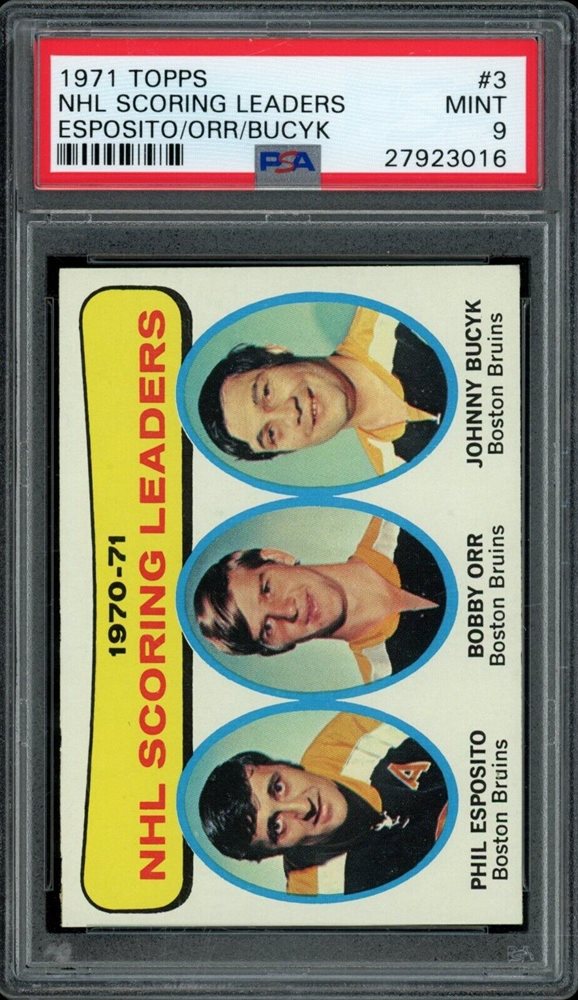 1971 TOPPS #3
NHL SCORING LEADERS MINT
ESPOSITO/ORR/BUCYK 9
PSA 27923016
1970-71
NHL SCORING LEADERS
PHIL ESPOSITO
Boston Bruins
A
BOBBY ORR
Boston Bruins
JOHNNY BUCYK
Boston Bruins